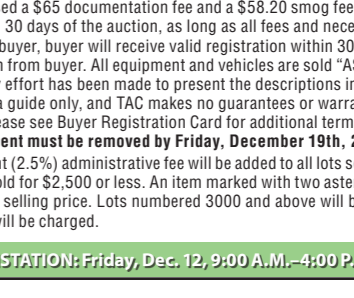 sed a $65 documentation fee and a $58.20 smog fee
30 days of the auction, as long as all fees and nece
buyer, buyer will receive valid registration within 30
from buyer. All equipment and vehicles are sold "AS
effort has been made to present the descriptions in
a guide only, and TAC makes no guarantees or warra
ease see Buyer Registration Card for additional term
ent must be removed by Friday, December 19th, 2
t (2.5%) administrative fee will be added to all lots s
old for $2,500 or less. An item marked with two aste
selling price. Lots numbered 3000 and above will b
will be charged.
STATION: Friday, Dec. 12, 9:00 A.M.–4:00 P.